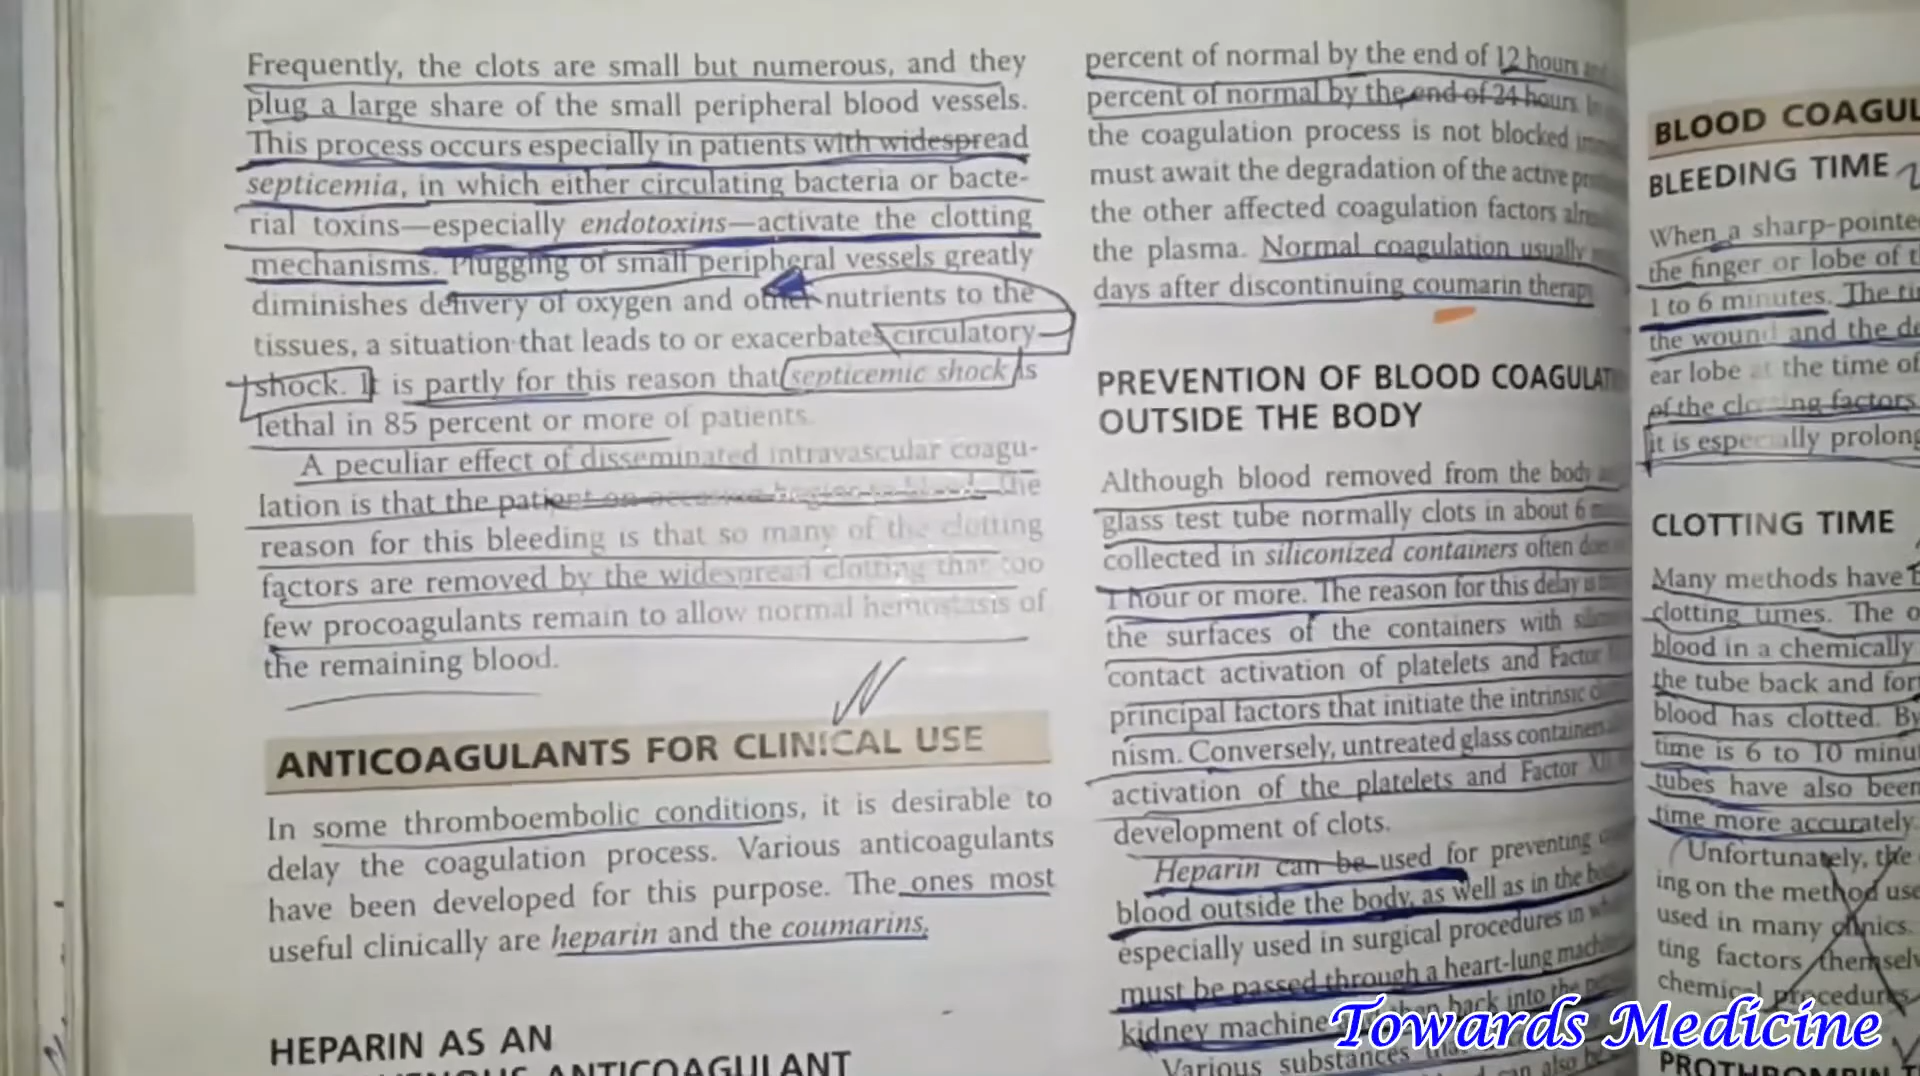 Frequently, the clots are small but numerous, and they
plug a large share of the small peripheral blood vessels.
This process occurs especially in patients with widespread
septicemia, in which either circulating bacteria or bacte-
rial toxins—especially endotoxins—activate the clotting
mechanisms. Plugging of small peripheral vessels greatly
diminishes delivery of oxygen and other nutrients to the
tissues, a situation that leads to or exacerbates circulatory
shock. It is partly for this reason that septicemic shock is
lethal in 85 percent or more of patients.
A peculiar effect of disseminated intravascular coagu-
lation is that the patient on occasion begins to bleed. The
reason for this bleeding is that so many of the clotting
factors are removed by the widespread clotting that too
few procoagulants remain to allow normal hemostasis of
the remaining blood.
ANTICOAGULANTS FOR CLINICAL USE
In some thromboembolic conditions, it is desirable to
delay the coagulation process. Various anticoagulants
have been developed for this purpose. The ones most
useful clinically are heparin and the coumarins.
HEPARIN AS AN
ANTICOAGULANT
percent of normal by the end of 12 hours
percent of normal by the end of 24 hours.
the coagulation process is not blocked
must await the degradation of the active
the other affected coagulation factors
the plasma. Normal coagulation usually
days after discontinuing coumarin therapy
PREVENTION OF BLOOD COAGULAT
OUTSIDE THE BODY
Although blood removed from the body
glass test tube normally clots in about 6
collected in siliconized containers often
1 hour or more. The reason for this delay is
the surfaces of the containers with
contact activation of platelets and Factor
principal factors that initiate the intrinsic
nism. Conversely, untreated glass containers
activation of the platelets and Factor XII
development of clots.
Heparin can be used for preventing
blood outside the body, as well as in the
especially used in surgical procedures in
must be passed through a heart-lung
kidney machine back into the
Various substances
BLOOD COAGUL
BLEEDING TIME
When a sharp-pointe
the finger or lobe of
1 to 6 minutes. The
the wound and the de
ear lobe at the time of
of the clotting factors
it is especially prolong
CLOTTING TIME
Many methods have
clotting times. The o
blood in a chemically
the tube back and for
blood has clotted. By
time is 6 to 10 minut
tubes have also been
time more accurately.
Unfortunately, the
ing on the method use
used in many clinics.
ting factors themselv
chemical procedures
PROTHROMBIN T
Towards Medicine